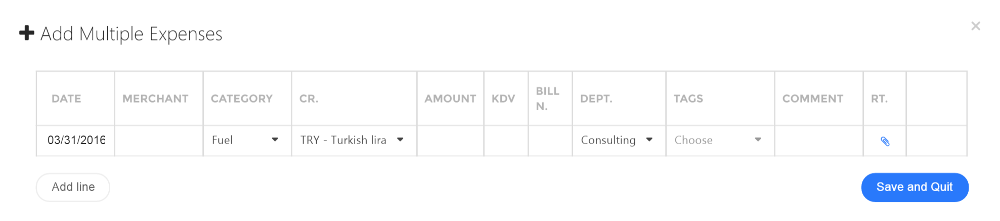 Add Multiple Expenses
DATE MERCHANT CATEGORY CR. AMOUNT KDV BILL N. DEPT. TAGS COMMENT RT.
03/31/2016 Fuel TRY - Turkish lira Consulting Choose
Add line Save and Quit